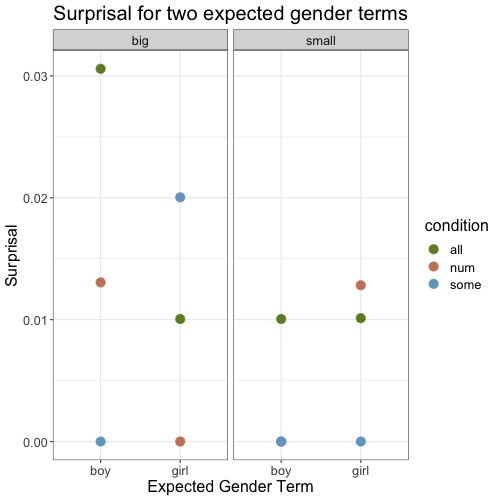 Surprisal for two expected gender terms
big
small
0.03
0.02
0.01
0.00
Surprisal
boy
girl
boy
girl
Expected Gender Term
condition
all
num
some